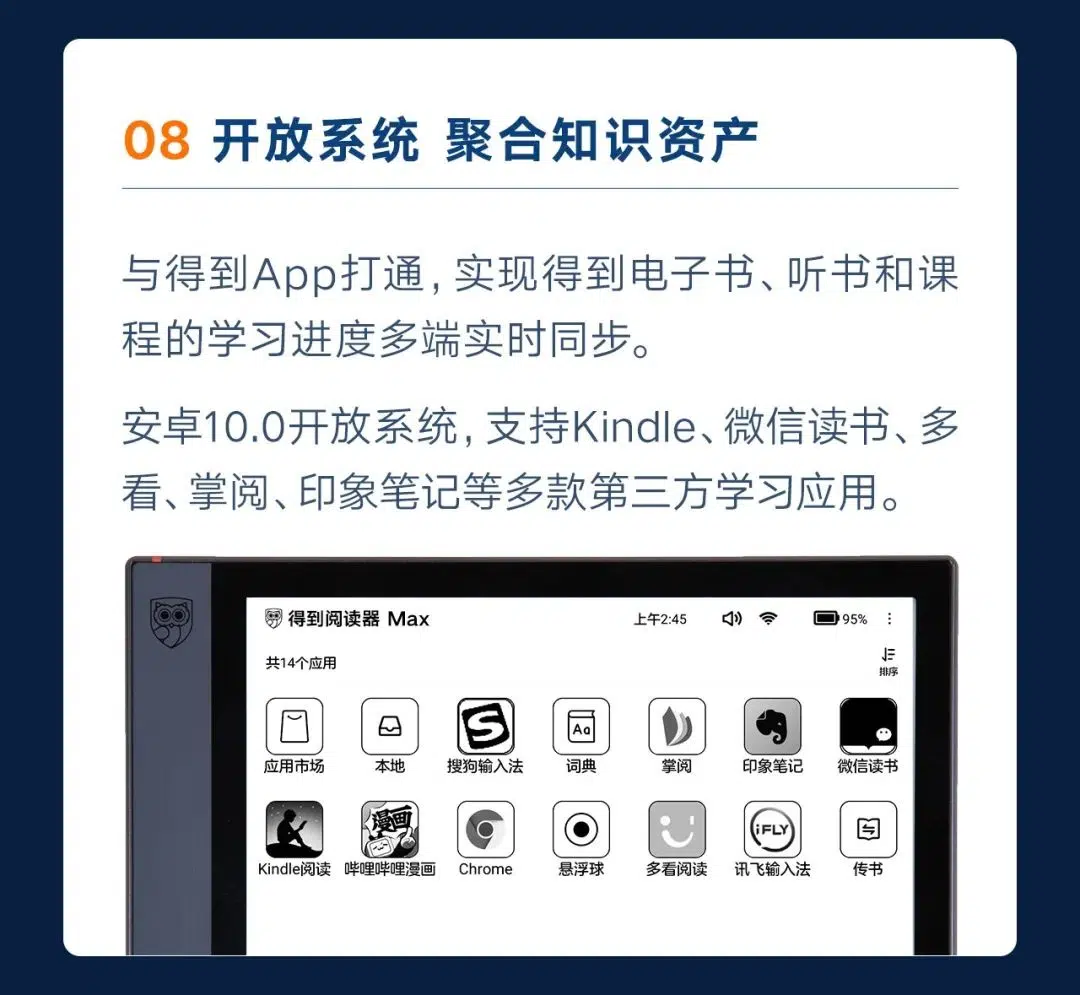 08 开放系统 聚合知识资产
与得到App打通,实现得到电子书、听书和课
程的学习进度多端实时同步。
安卓10.0开放系统,支持Kindle、微信读书、多
看、掌阅、印象笔记等多款第三方学习应用。
得到阅读器 Max 上午2:45 95%
共14个应用
排序
S Aa
应用市场 本地 搜狗输入法 词典 掌阅 印象笔记 微信读书
漫画 iFLY
Kindle阅读 哔哩哔哩漫画 Chrome 悬浮球 多看阅读 讯飞输入法 传书